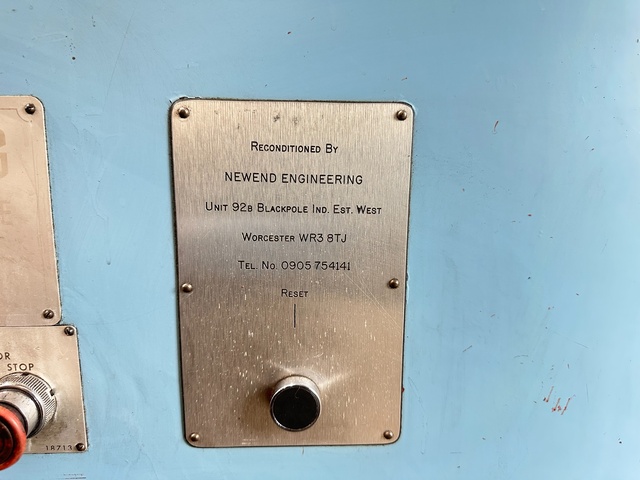 Reconditioned By
NEWEND ENGINEERING
Unit 92B Blackpole Ind. Est. West
Worcester WR3 8TJ
Tel. No. 0905 754141
Reset
STOP
18713